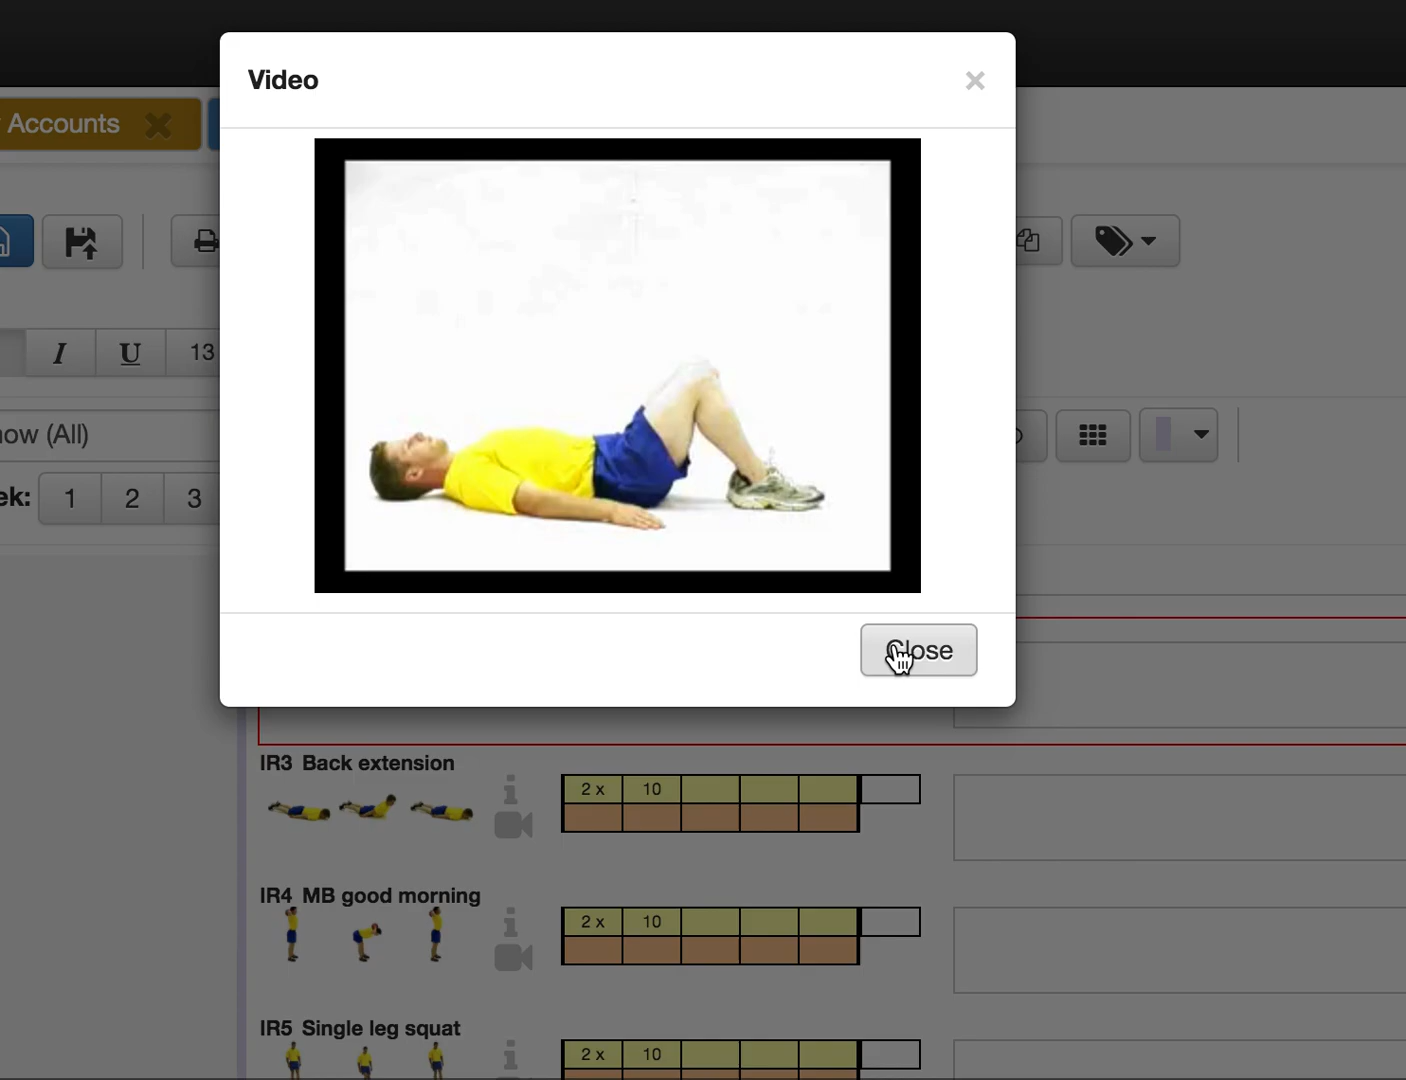 Video
×
Accounts
I U 13
ow (All)
ek: 1 2 3
Close
IR3 Back extension
2 x 10
IR4 MB good morning
2 x 10
IR5 Single leg squat
2 x 10